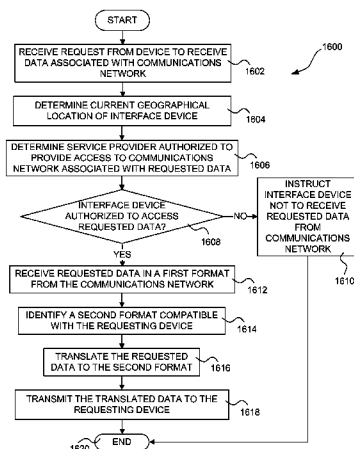 START
1600
RECEIVE REQUEST FROM DEVICE TO RECEIVE
DATA ASSOCIATED WITH COMMUNICATIONS
NETWORK
1602
DETERMINE CURRENT GEOGRAPHICAL
LOCATION OF INTERFACE DEVICE
1604
DETERMINE SERVICE PROVIDER AUTHORIZED TO
PROVIDE ACCESS TO COMMUNICATIONS
NETWORK ASSOCIATED WITH REQUESTED DATA
1606
INTERFACE DEVICE
AUTHORIZED TO ACCESS
REQUESTED DATA?
1608
NO
INSTRUCT
INTERFACE DEVICE
NOT TO RECEIVE
REQUESTED DATA
FROM
COMMUNICATIONS
NETWORK
1610
YES
RECEIVE REQUESTED DATA IN A FIRST FORMAT
FROM THE COMMUNICATIONS NETWORK
1612
IDENTIFY A SECOND FORMAT COMPATIBLE
WITH THE REQUESTING DEVICE
1614
TRANSLATE THE REQUESTED
DATA TO THE SECOND FORMAT
1616
TRANSMIT THE TRANSLATED DATA TO THE
REQUESTING DEVICE
1618
END
1620